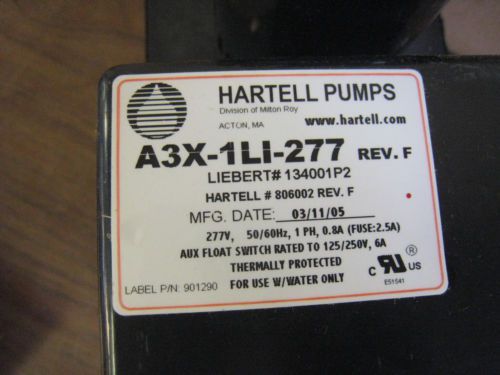 HARTELL PUMPS
Division of Milton Roy
ACTON, MA
www.hartell.com
A3X-1LI-277 REV. F
LIEBERT# 134001P2
HARTELL # 806002 REV. F
MFG. DATE: 03/11/05
277V, 50/60Hz, 1 PH, 0.8A (FUSE:2.5A)
AUX FLOAT SWITCH RATED TO 125/250V, 6A
THERMALLY PROTECTED
FOR USE W/WATER ONLY
LABEL P/N: 901290
C RU US ®
E51541